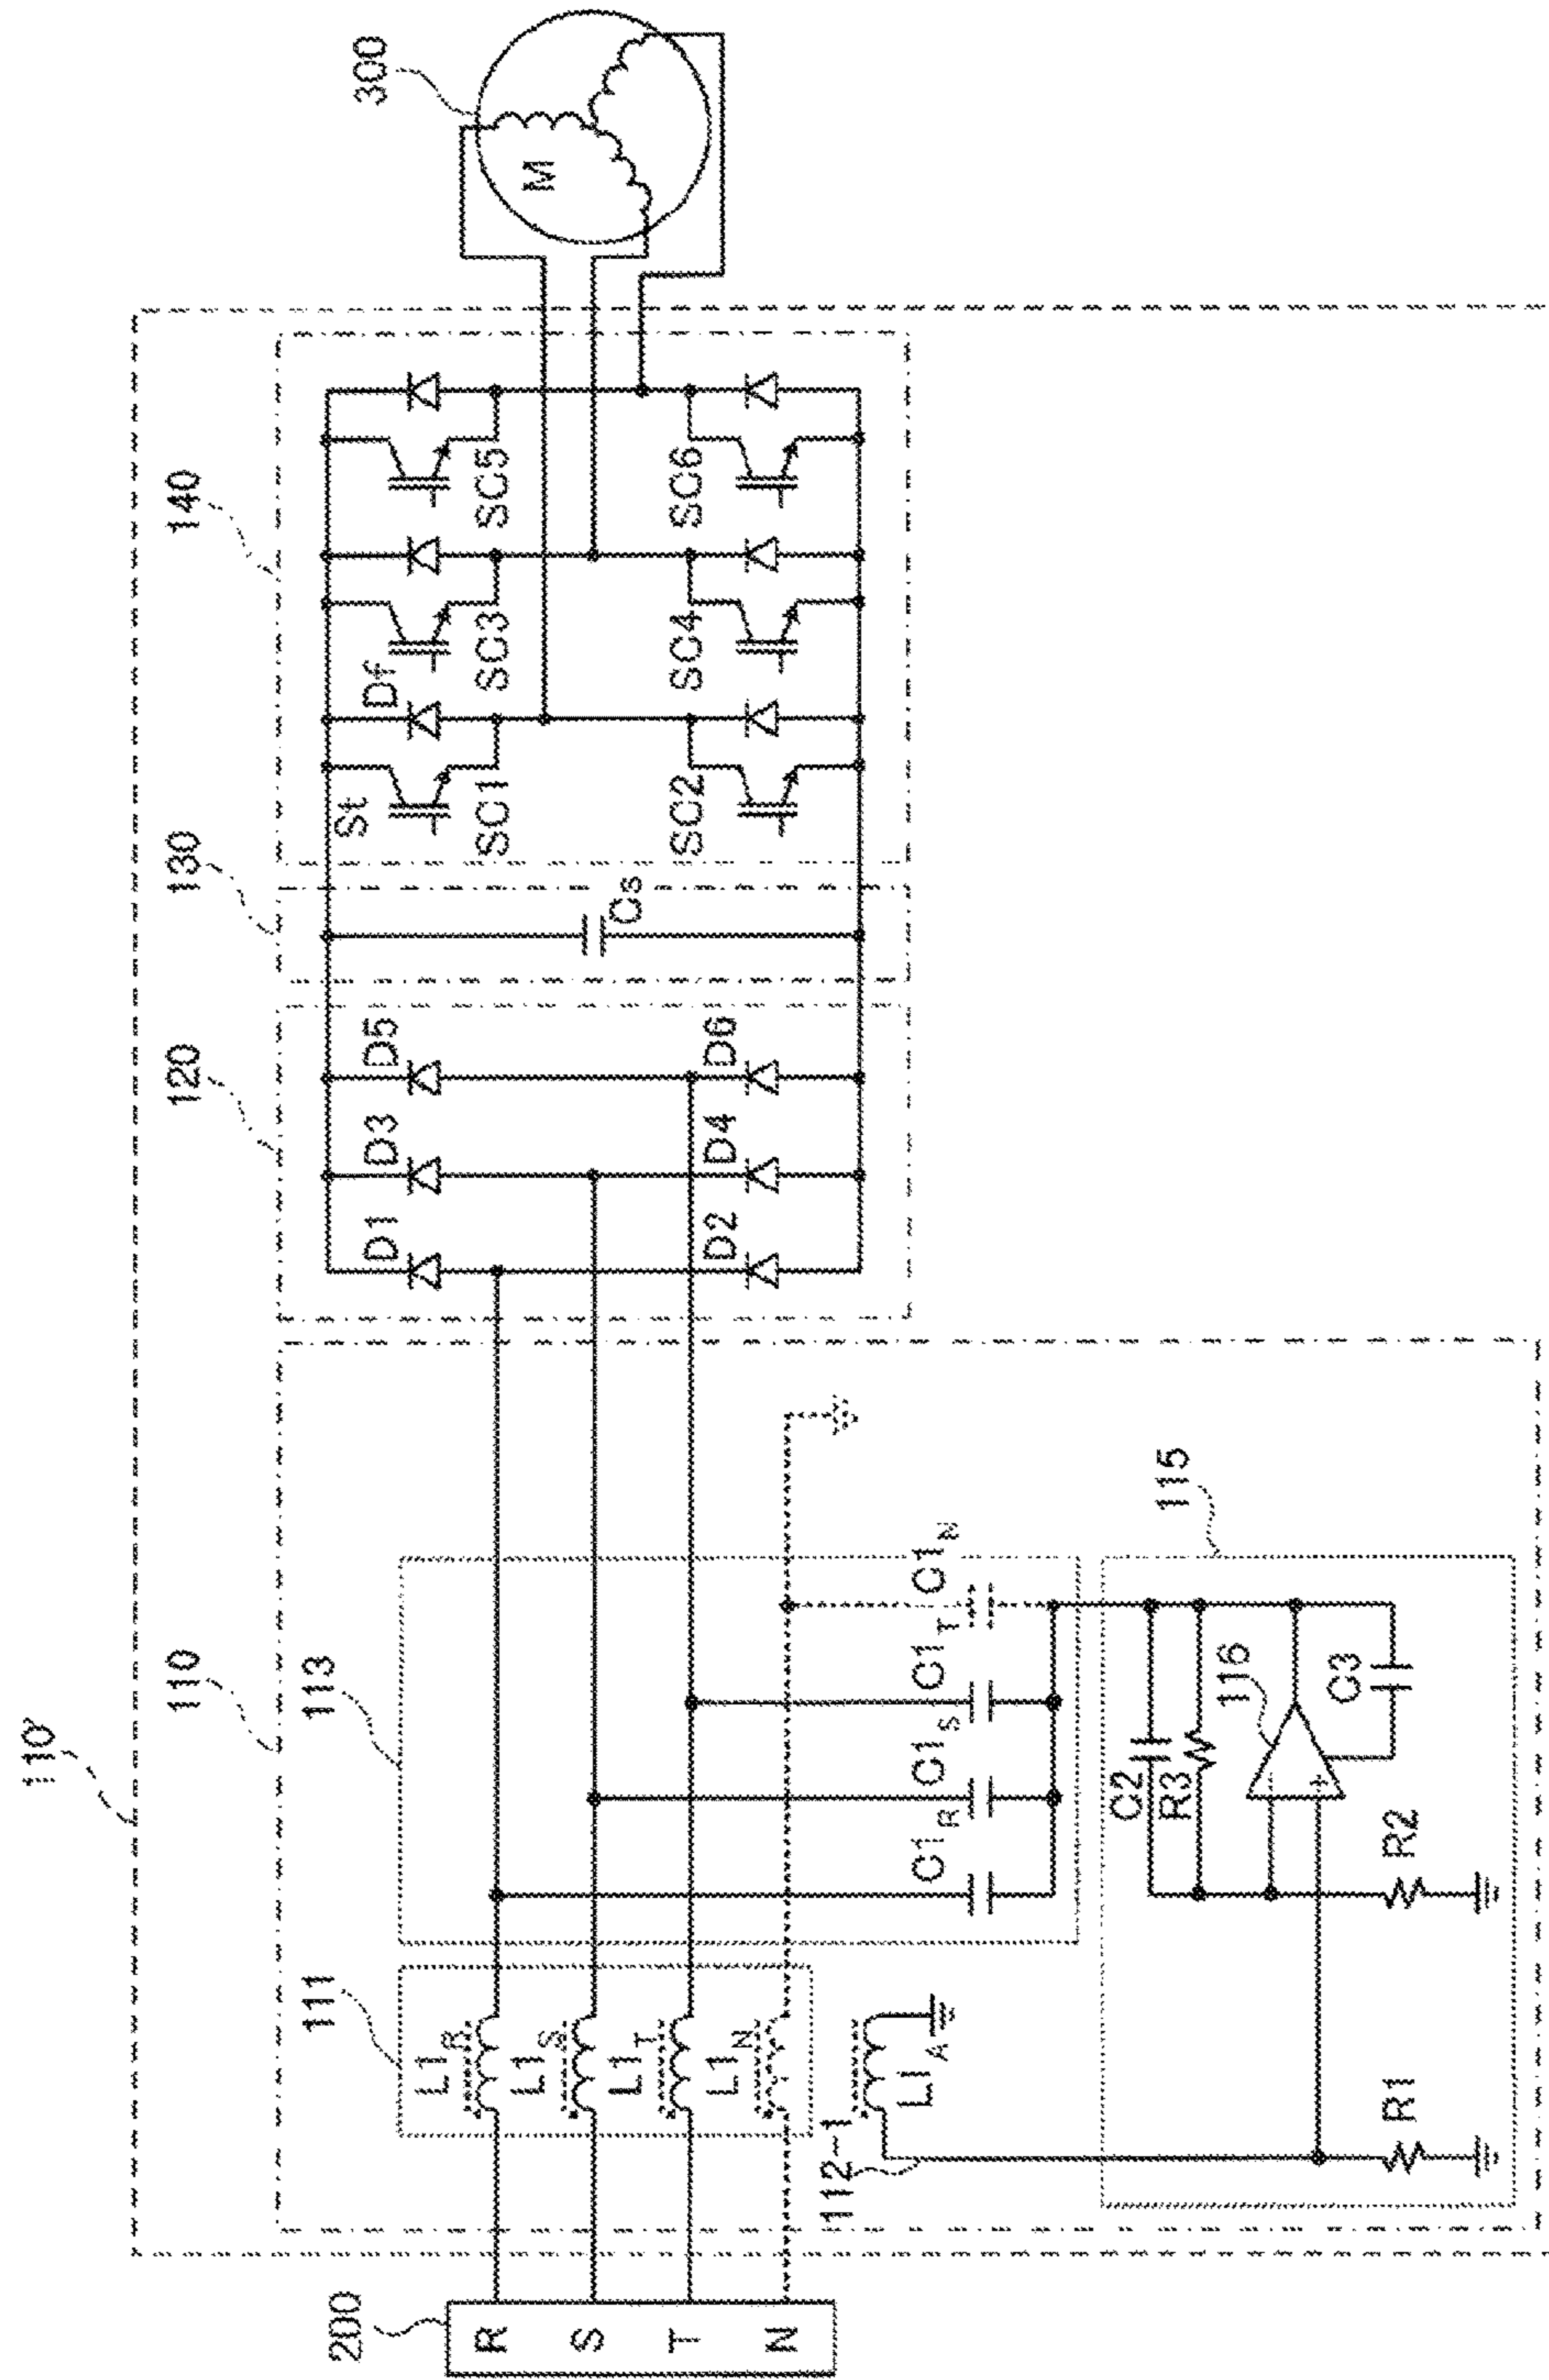 110'
110
120
130
140
300
200
R
S
T
N
111
L1R
L1S
L1T
L1N
112-1
L1A
113
C1R
C1S
C1T
C1N
115
116
C2
R3
C3
R1
R2
D1
D3
D5
D2
D4
D6
Cs
St
Df
SC1
SC3
SC5
SC2
SC4
SC6
M